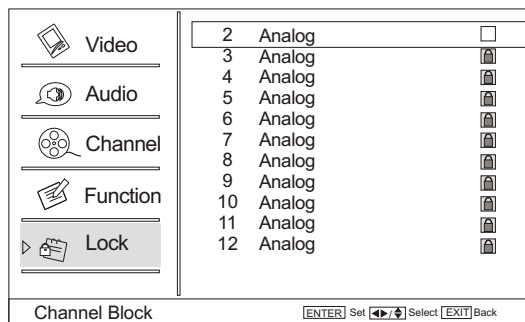 Video
Audio
Channel
Function
Lock
2 Analog
3 Analog
4 Analog
5 Analog
6 Analog
7 Analog
8 Analog
9 Analog
10 Analog
11 Analog
12 Analog
Channel Block
ENTER Set / Select EXIT Back